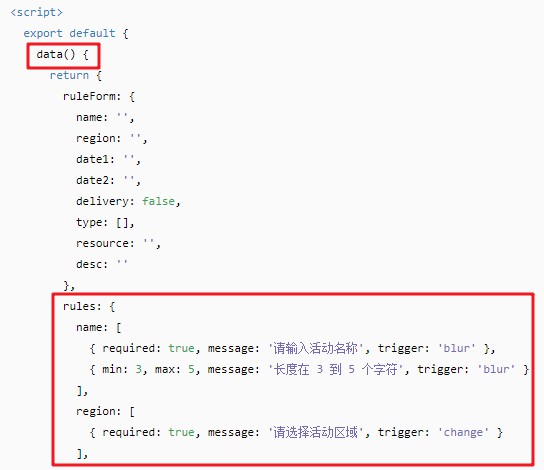 <script>
export default {
data() {
return {
ruleForm: {
name: '',
region: '',
date1: '',
date2: '',
delivery: false,
type: [],
resource: '',
desc: ''
},
rules: {
name: [
{ required: true, message: '请输入活动名称', trigger: 'blur' },
{ min: 3, max: 5, message: '长度在 3 到 5 个字符', trigger: 'blur' }
],
region: [
{ required: true, message: '请选择活动区域', trigger: 'change' }
],